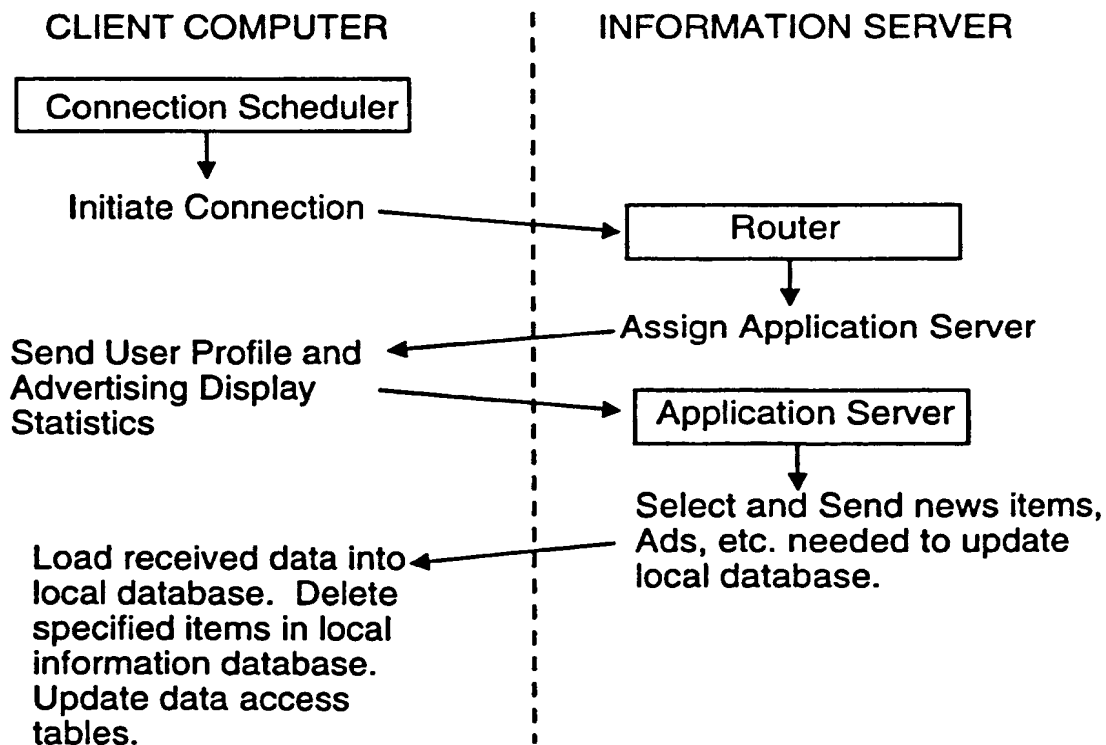 CLIENT COMPUTER
INFORMATION SERVER
Connection Scheduler
Initiate Connection
Router
Assign Application Server
Send User Profile and
Advertising Display
Statistics
Application Server
Select and Send news items,
Ads, etc. needed to update
local database.
Load received data into
local database. Delete
specified items in local
information database.
Update data access
tables.